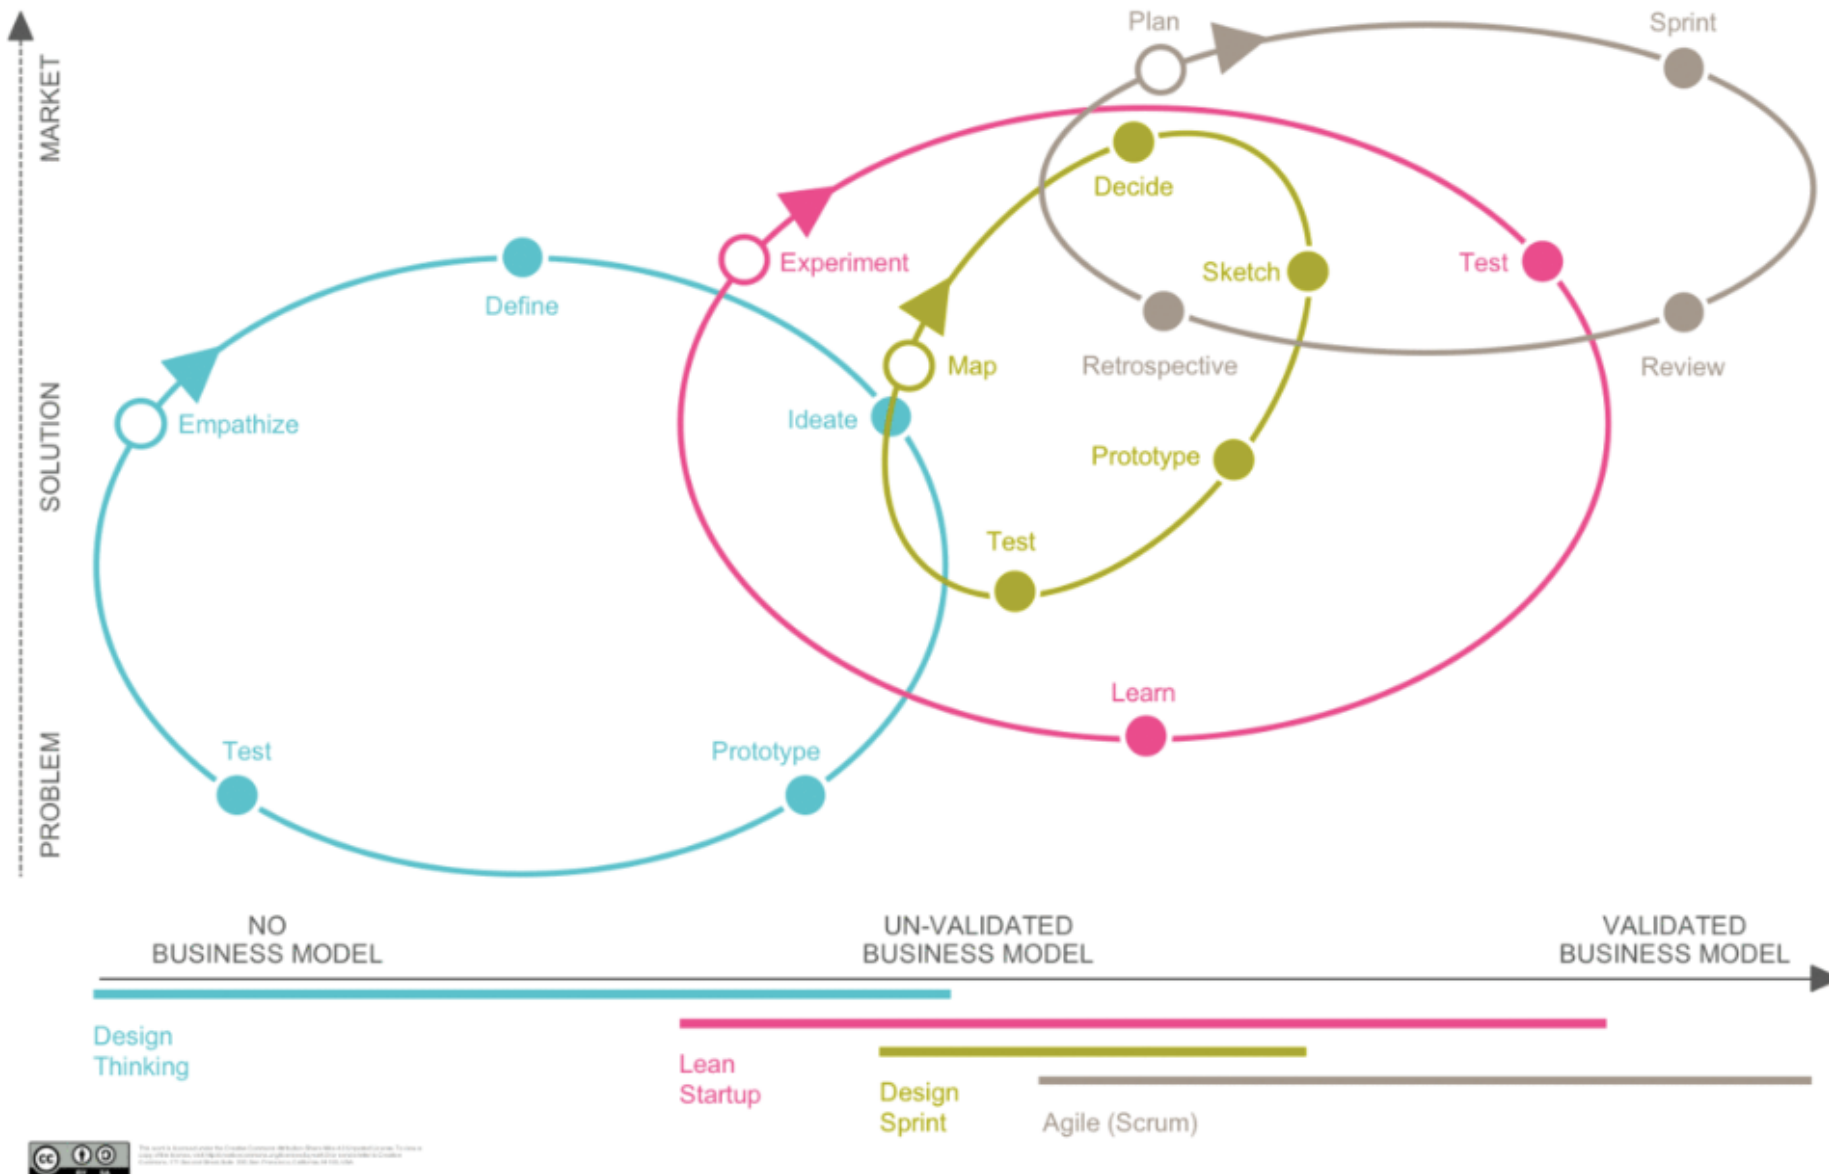 Plan
Sprint
MARKET
Decide
Experiment
Sketch
Test
Define
Map
Retrospective
Review
SOLUTION
Empathize
Ideate
Prototype
Test
Learn
PROBLEM
Test
Prototype
NO
BUSINESS MODEL
UN-VALIDATED
BUSINESS MODEL
VALIDATED
BUSINESS MODEL
Design
Thinking
Lean
Startup
Design
Sprint
Agile (Scrum)
cc